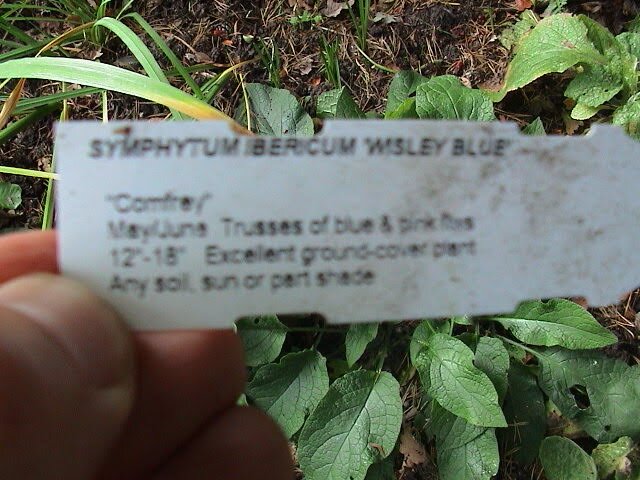 SYMPHYTUM IBERICUM 'WISLEY BLUE'
"Comfrey"
May/June Trusses of blue & pink flws
12"-18" Excellent ground-cover plant
Any soil, sun or part shade